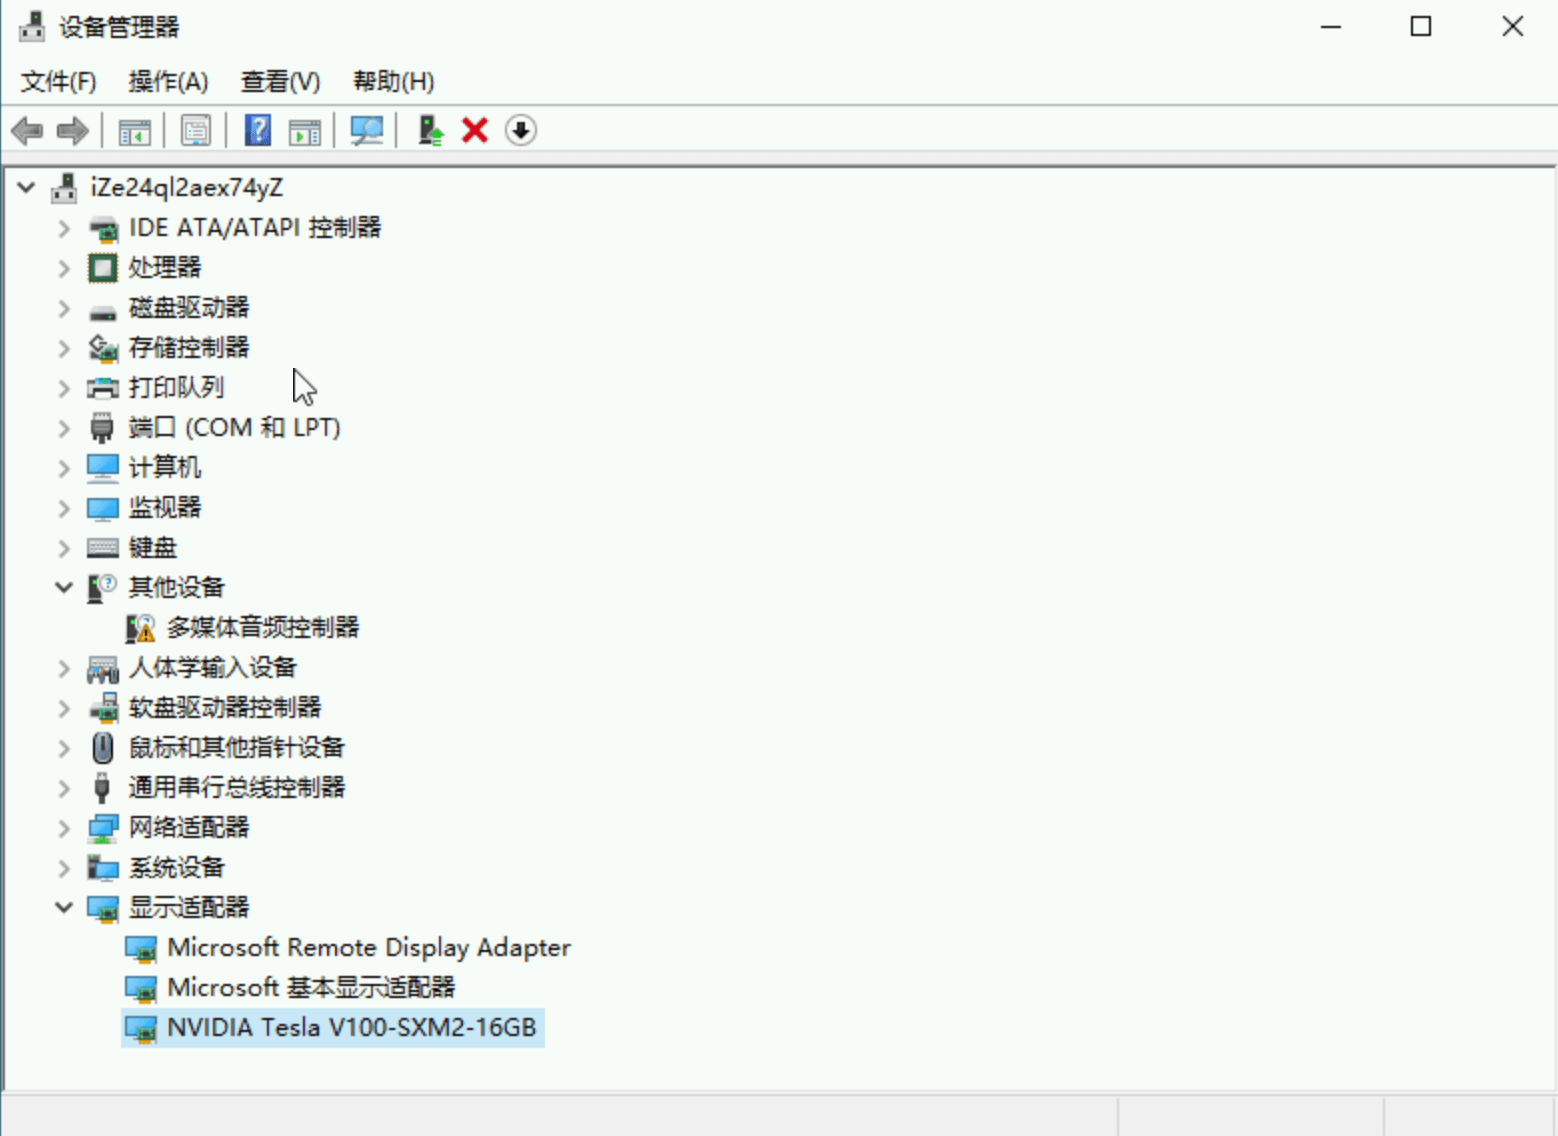 设备管理器
文件(F) 操作(A) 查看(V) 帮助(H)
iZe24ql2aex74yZ
IDE ATA/ATAPI 控制器
处理器
磁盘驱动器
存储控制器
打印队列
端口 (COM 和 LPT)
计算机
监视器
键盘
其他设备
多媒体音频控制器
人体学输入设备
软盘驱动器控制器
鼠标和其他指针设备
通用串行总线控制器
网络适配器
系统设备
显示适配器
Microsoft Remote Display Adapter
Microsoft 基本显示适配器
NVIDIA Tesla V100-SXM2-16GB